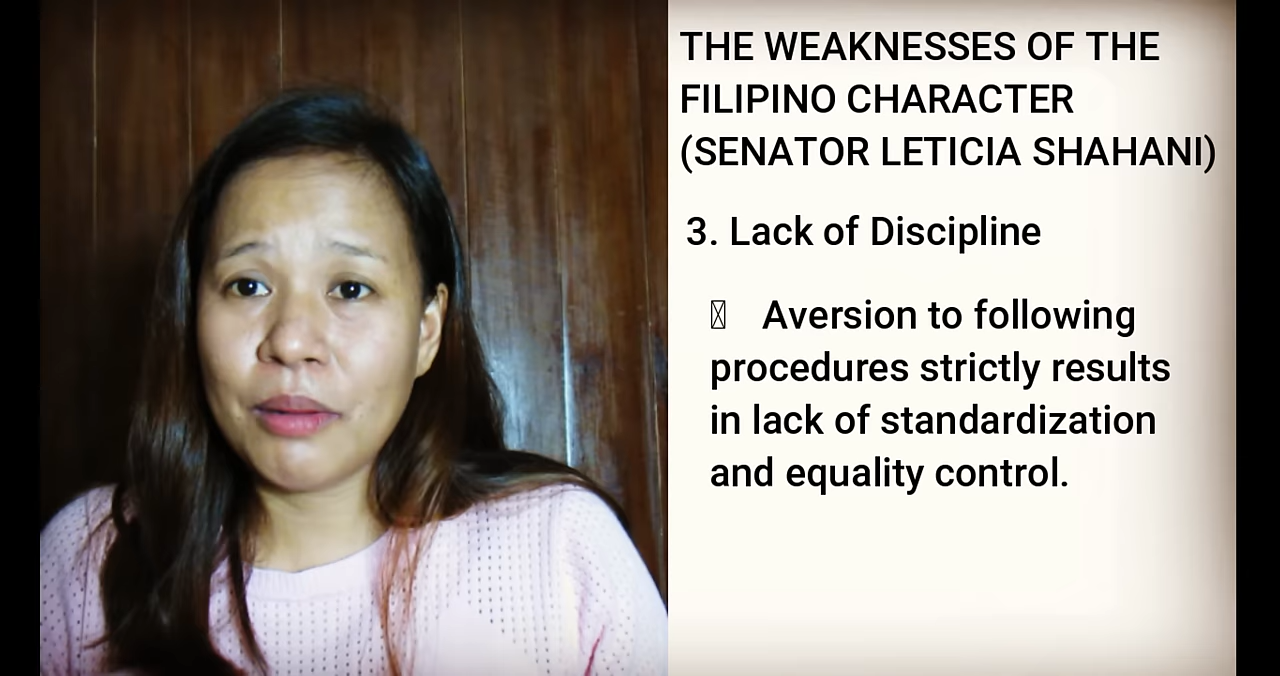 THE WEAKNESSES OF THE
FILIPINO CHARACTER
(SENATOR LETICIA SHAHANI)
3. Lack of Discipline
Aversion to following
procedures strictly results
in lack of standardization
and equality control.